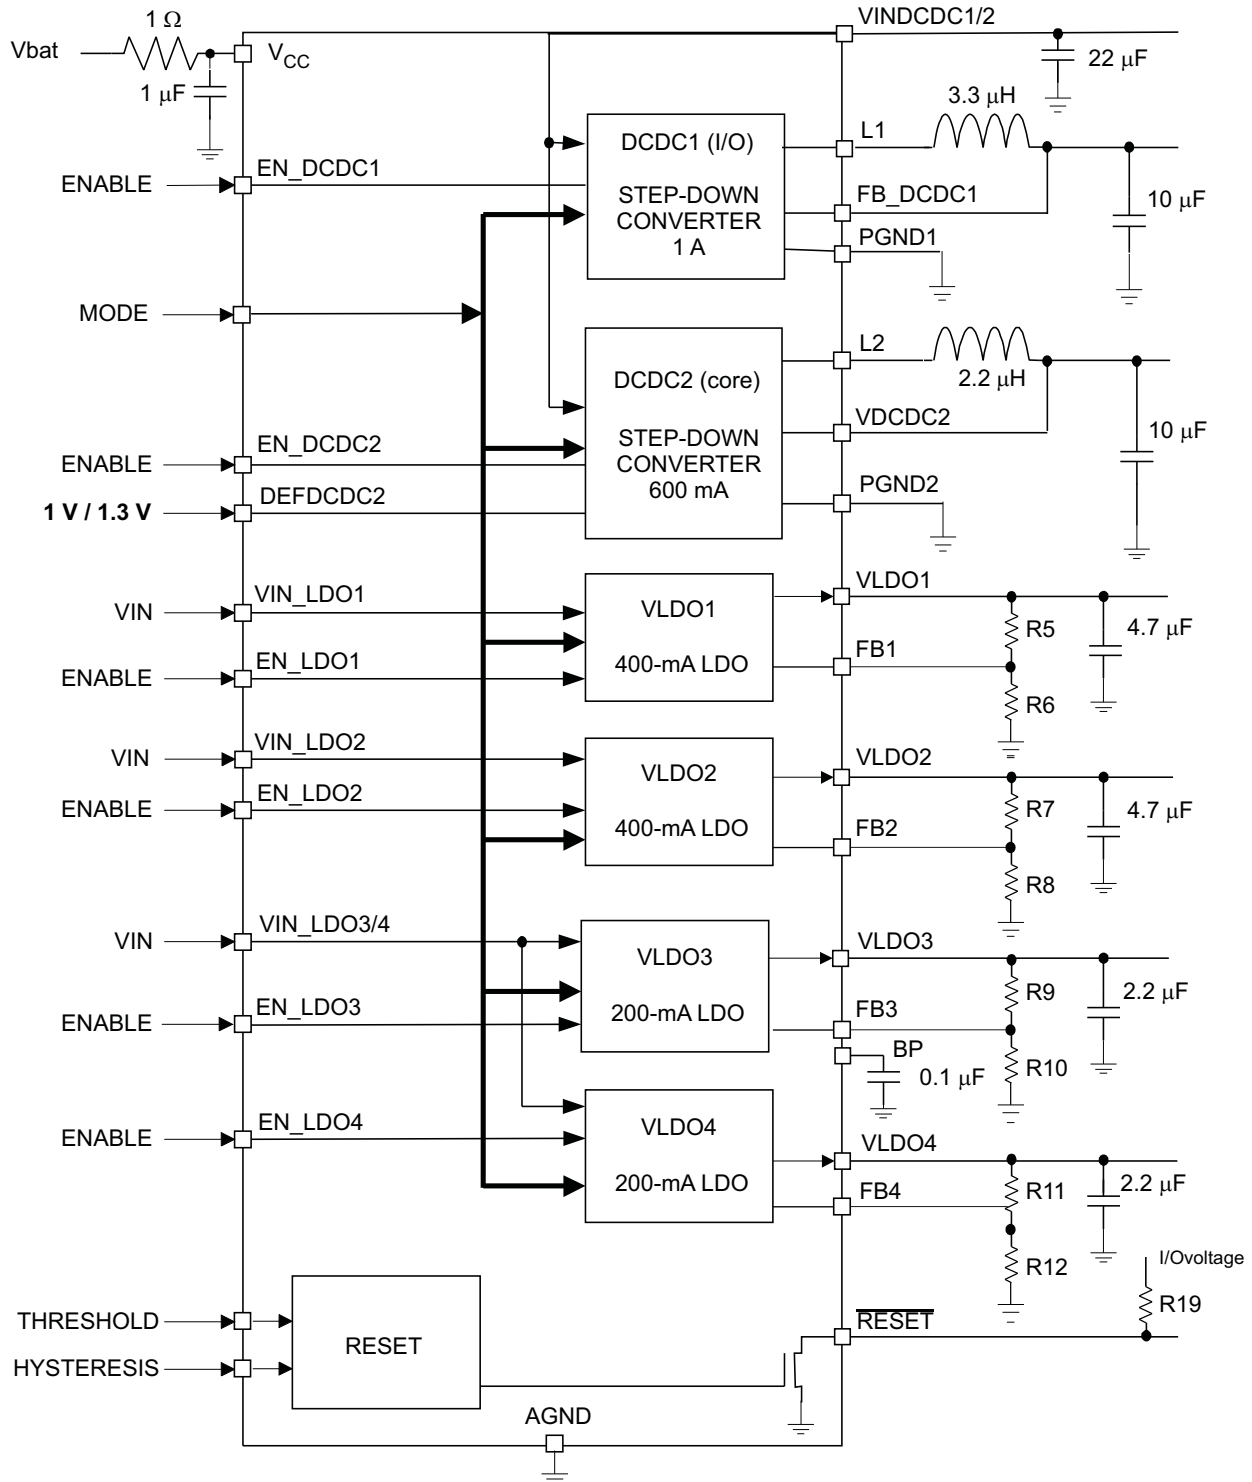 1 Ω
Vbat
VCC
1 μF
VINDCDC1/2
22 μF
3.3 μH
L1
DCDC1 (I/O)
STEP-DOWN
CONVERTER
1 A
ENABLE
EN_DCDC1
FB_DCDC1
10 μF
PGND1
MODE
L2
2.2 μH
DCDC2 (core)
STEP-DOWN
CONVERTER
600 mA
VDCDC2
10 μF
ENABLE
EN_DCDC2
1 V / 1.3 V
DEFDCDC2
PGND2
VIN
VIN_LDO1
VLDO1
400-mA LDO
VLDO1
R5
4.7 μF
ENABLE
EN_LDO1
FB1
R6
VIN
VIN_LDO2
VLDO2
400-mA LDO
VLDO2
R7
4.7 μF
ENABLE
EN_LDO2
FB2
R8
VIN
VIN_LDO3/4
VLDO3
200-mA LDO
VLDO3
R9
2.2 μF
ENABLE
EN_LDO3
FB3
R10
BP
0.1 μF
ENABLE
EN_LDO4
VLDO4
200-mA LDO
VLDO4
R11
2.2 μF
FB4
R12
I/Ovoltage
R19
THRESHOLD
HYSTERESIS
RESET
RESET
AGND